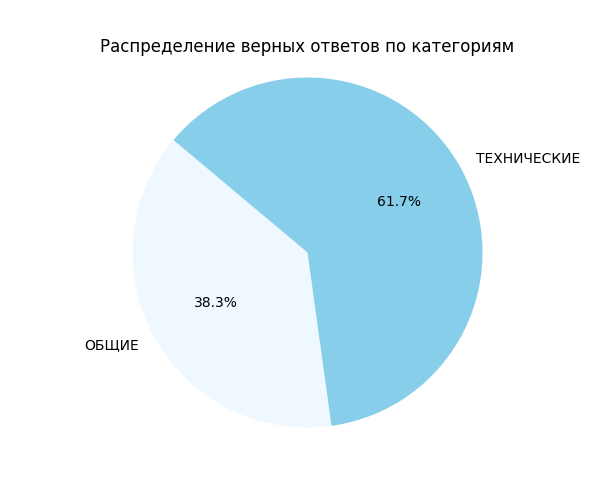 Распределение верных ответов по категориям
ТЕХНИЧЕСКИЕ
61.7%
38.3%
ОБЩИЕ